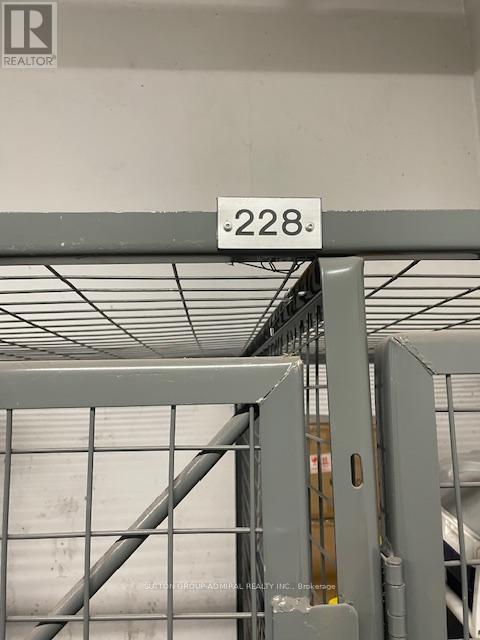 R
REALTOR®
228
SUTTON GROUP-ADMIRAL REALTY INC., Brokerage